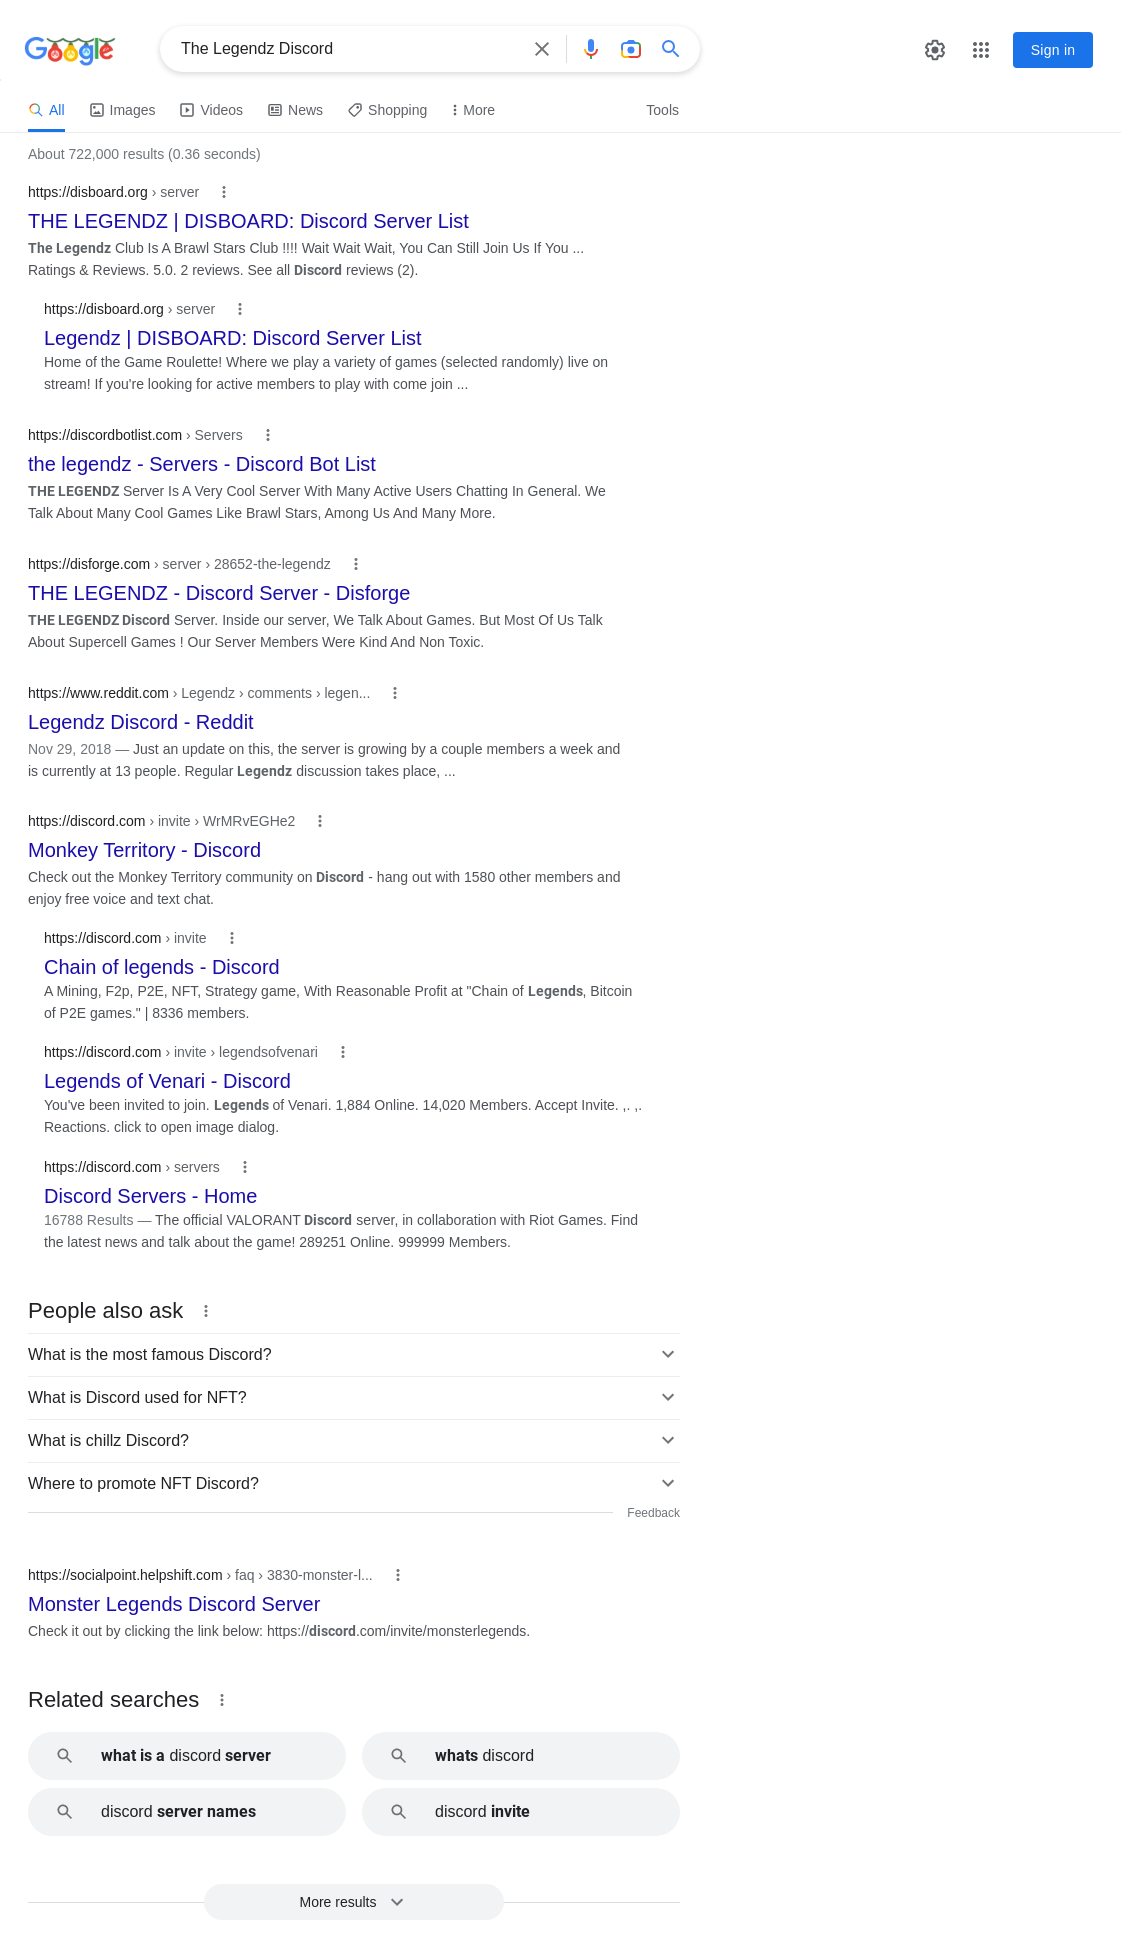 Google
The Legendz Discord
Sign in
All Images Videos News Shopping More Tools
About 722,000 results (0.36 seconds)
https://disboard.org › server
THE LEGENDZ | DISBOARD: Discord Server List
The Legendz Club Is A Brawl Stars Club !!!! Wait Wait Wait, You Can Still Join Us If You ...
Ratings & Reviews. 5.0. 2 reviews. See all Discord reviews (2).
https://disboard.org › server
Legendz | DISBOARD: Discord Server List
Home of the Game Roulette! Where we play a variety of games (selected randomly) live on
stream! If you're looking for active members to play with come join ...
https://discordbotlist.com › Servers
the legendz - Servers - Discord Bot List
THE LEGENDZ Server Is A Very Cool Server With Many Active Users Chatting In General. We
Talk About Many Cool Games Like Brawl Stars, Among Us And Many More.
https://disforge.com › server › 28652-the-legendz
THE LEGENDZ - Discord Server - Disforge
THE LEGENDZ Discord Server. Inside our server, We Talk About Games. But Most Of Us Talk
About Supercell Games ! Our Server Members Were Kind And Non Toxic.
https://www.reddit.com › Legendz › comments › legen...
Legendz Discord - Reddit
Nov 29, 2018 — Just an update on this, the server is growing by a couple members a week and
is currently at 13 people. Regular Legendz discussion takes place, ...
https://discord.com › invite › WrMRvEGHe2
Monkey Territory - Discord
Check out the Monkey Territory community on Discord - hang out with 1580 other members and
enjoy free voice and text chat.
https://discord.com › invite
Chain of legends - Discord
A Mining, F2p, P2E, NFT, Strategy game, With Reasonable Profit at "Chain of Legends, Bitcoin
of P2E games." | 8336 members.
https://discord.com › invite › legendsofvenari
Legends of Venari - Discord
You've been invited to join. Legends of Venari. 1,884 Online. 14,020 Members. Accept Invite. ,. ,.
Reactions. click to open image dialog.
https://discord.com › servers
Discord Servers - Home
16788 Results — The official VALORANT Discord server, in collaboration with Riot Games. Find
the latest news and talk about the game! 289251 Online. 999999 Members.
People also ask
What is the most famous Discord?
What is Discord used for NFT?
What is chillz Discord?
Where to promote NFT Discord?
Feedback
https://socialpoint.helpshift.com › faq › 3830-monster-l...
Monster Legends Discord Server
Check it out by clicking the link below: https://discord.com/invite/monsterlegends.
Related searches
what is a discord server
whats discord
discord server names
discord invite
More results